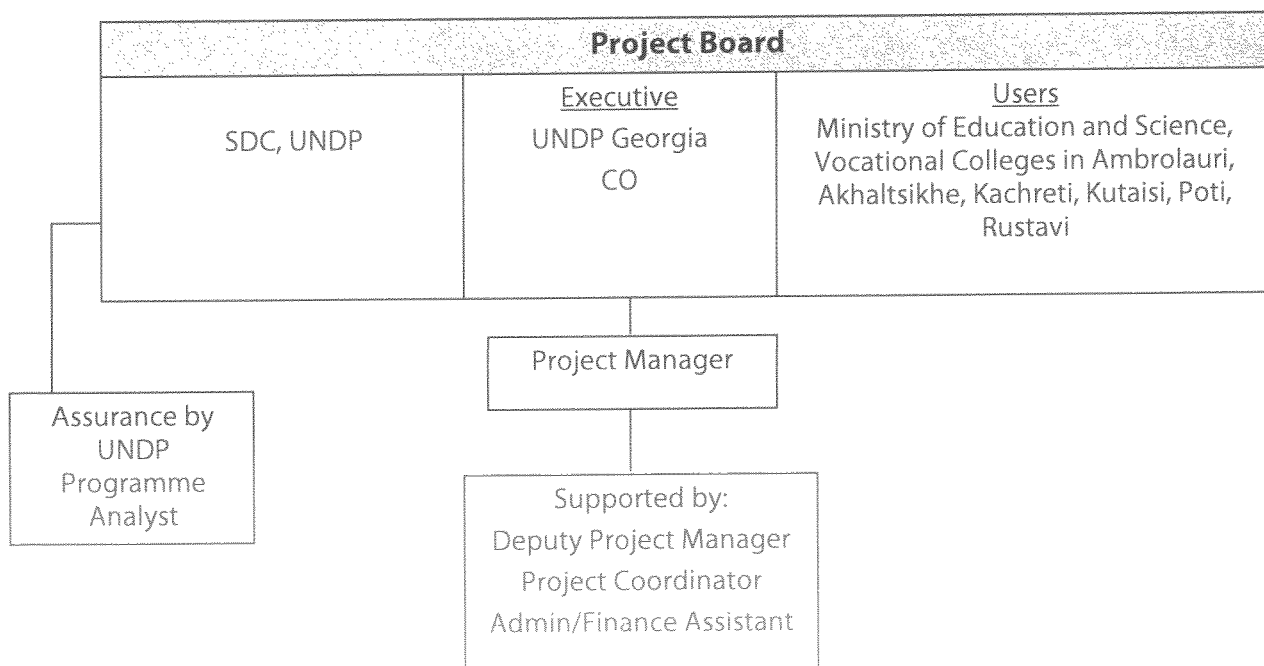 Project Board
SDC, UNDP
Executive
UNDP Georgia
CO
Users
Ministry of Education and Science,
Vocational Colleges in Ambrolauri,
Akhaltsikhe, Kachreti, Kutaisi, Poti,
Rustavi
Project Manager
Assurance by
UNDP
Programme
Analyst
Supported by:
Deputy Project Manager
Project Coordinator
Admin/Finance Assistant